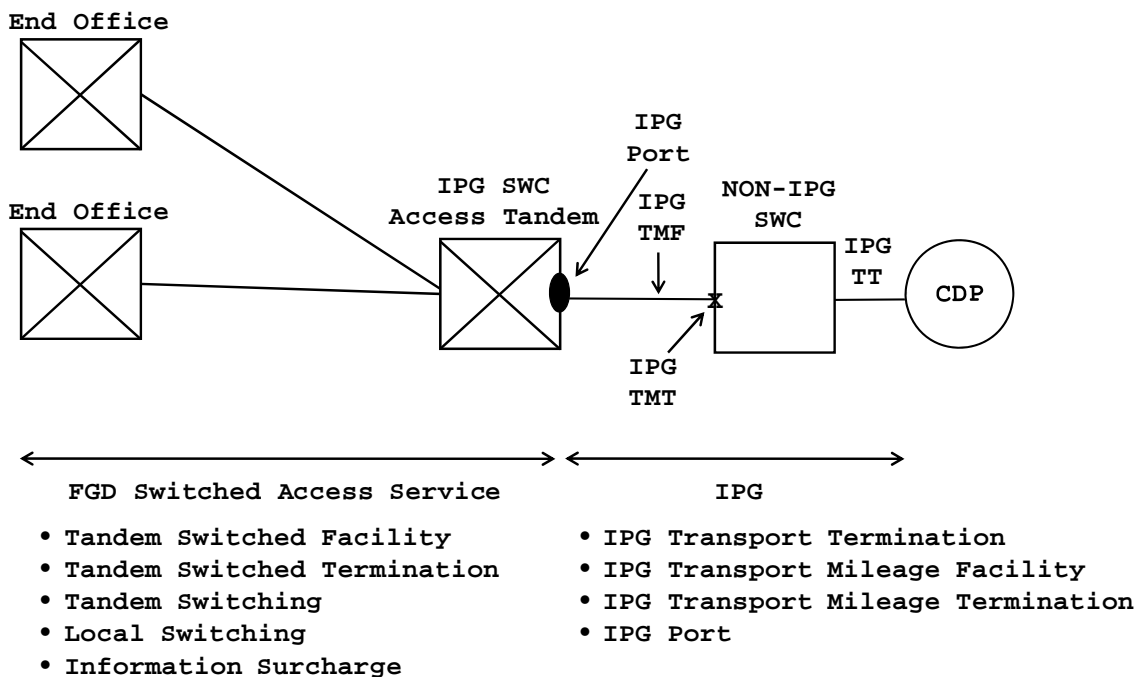 End Office
IPG
Port
IPG SWC
Access Tandem
NON-IPG
SWC
End Office
IPG
TMF
IPG
TT
CDP
X
IPG
TMT
FGD Switched Access Service
IPG
• Tandem Switched Facility
• Tandem Switched Termination
• Tandem Switching
• Local Switching
• Information Surcharge
• IPG Transport Termination
• IPG Transport Mileage Facility
• IPG Transport Mileage Termination
• IPG Port